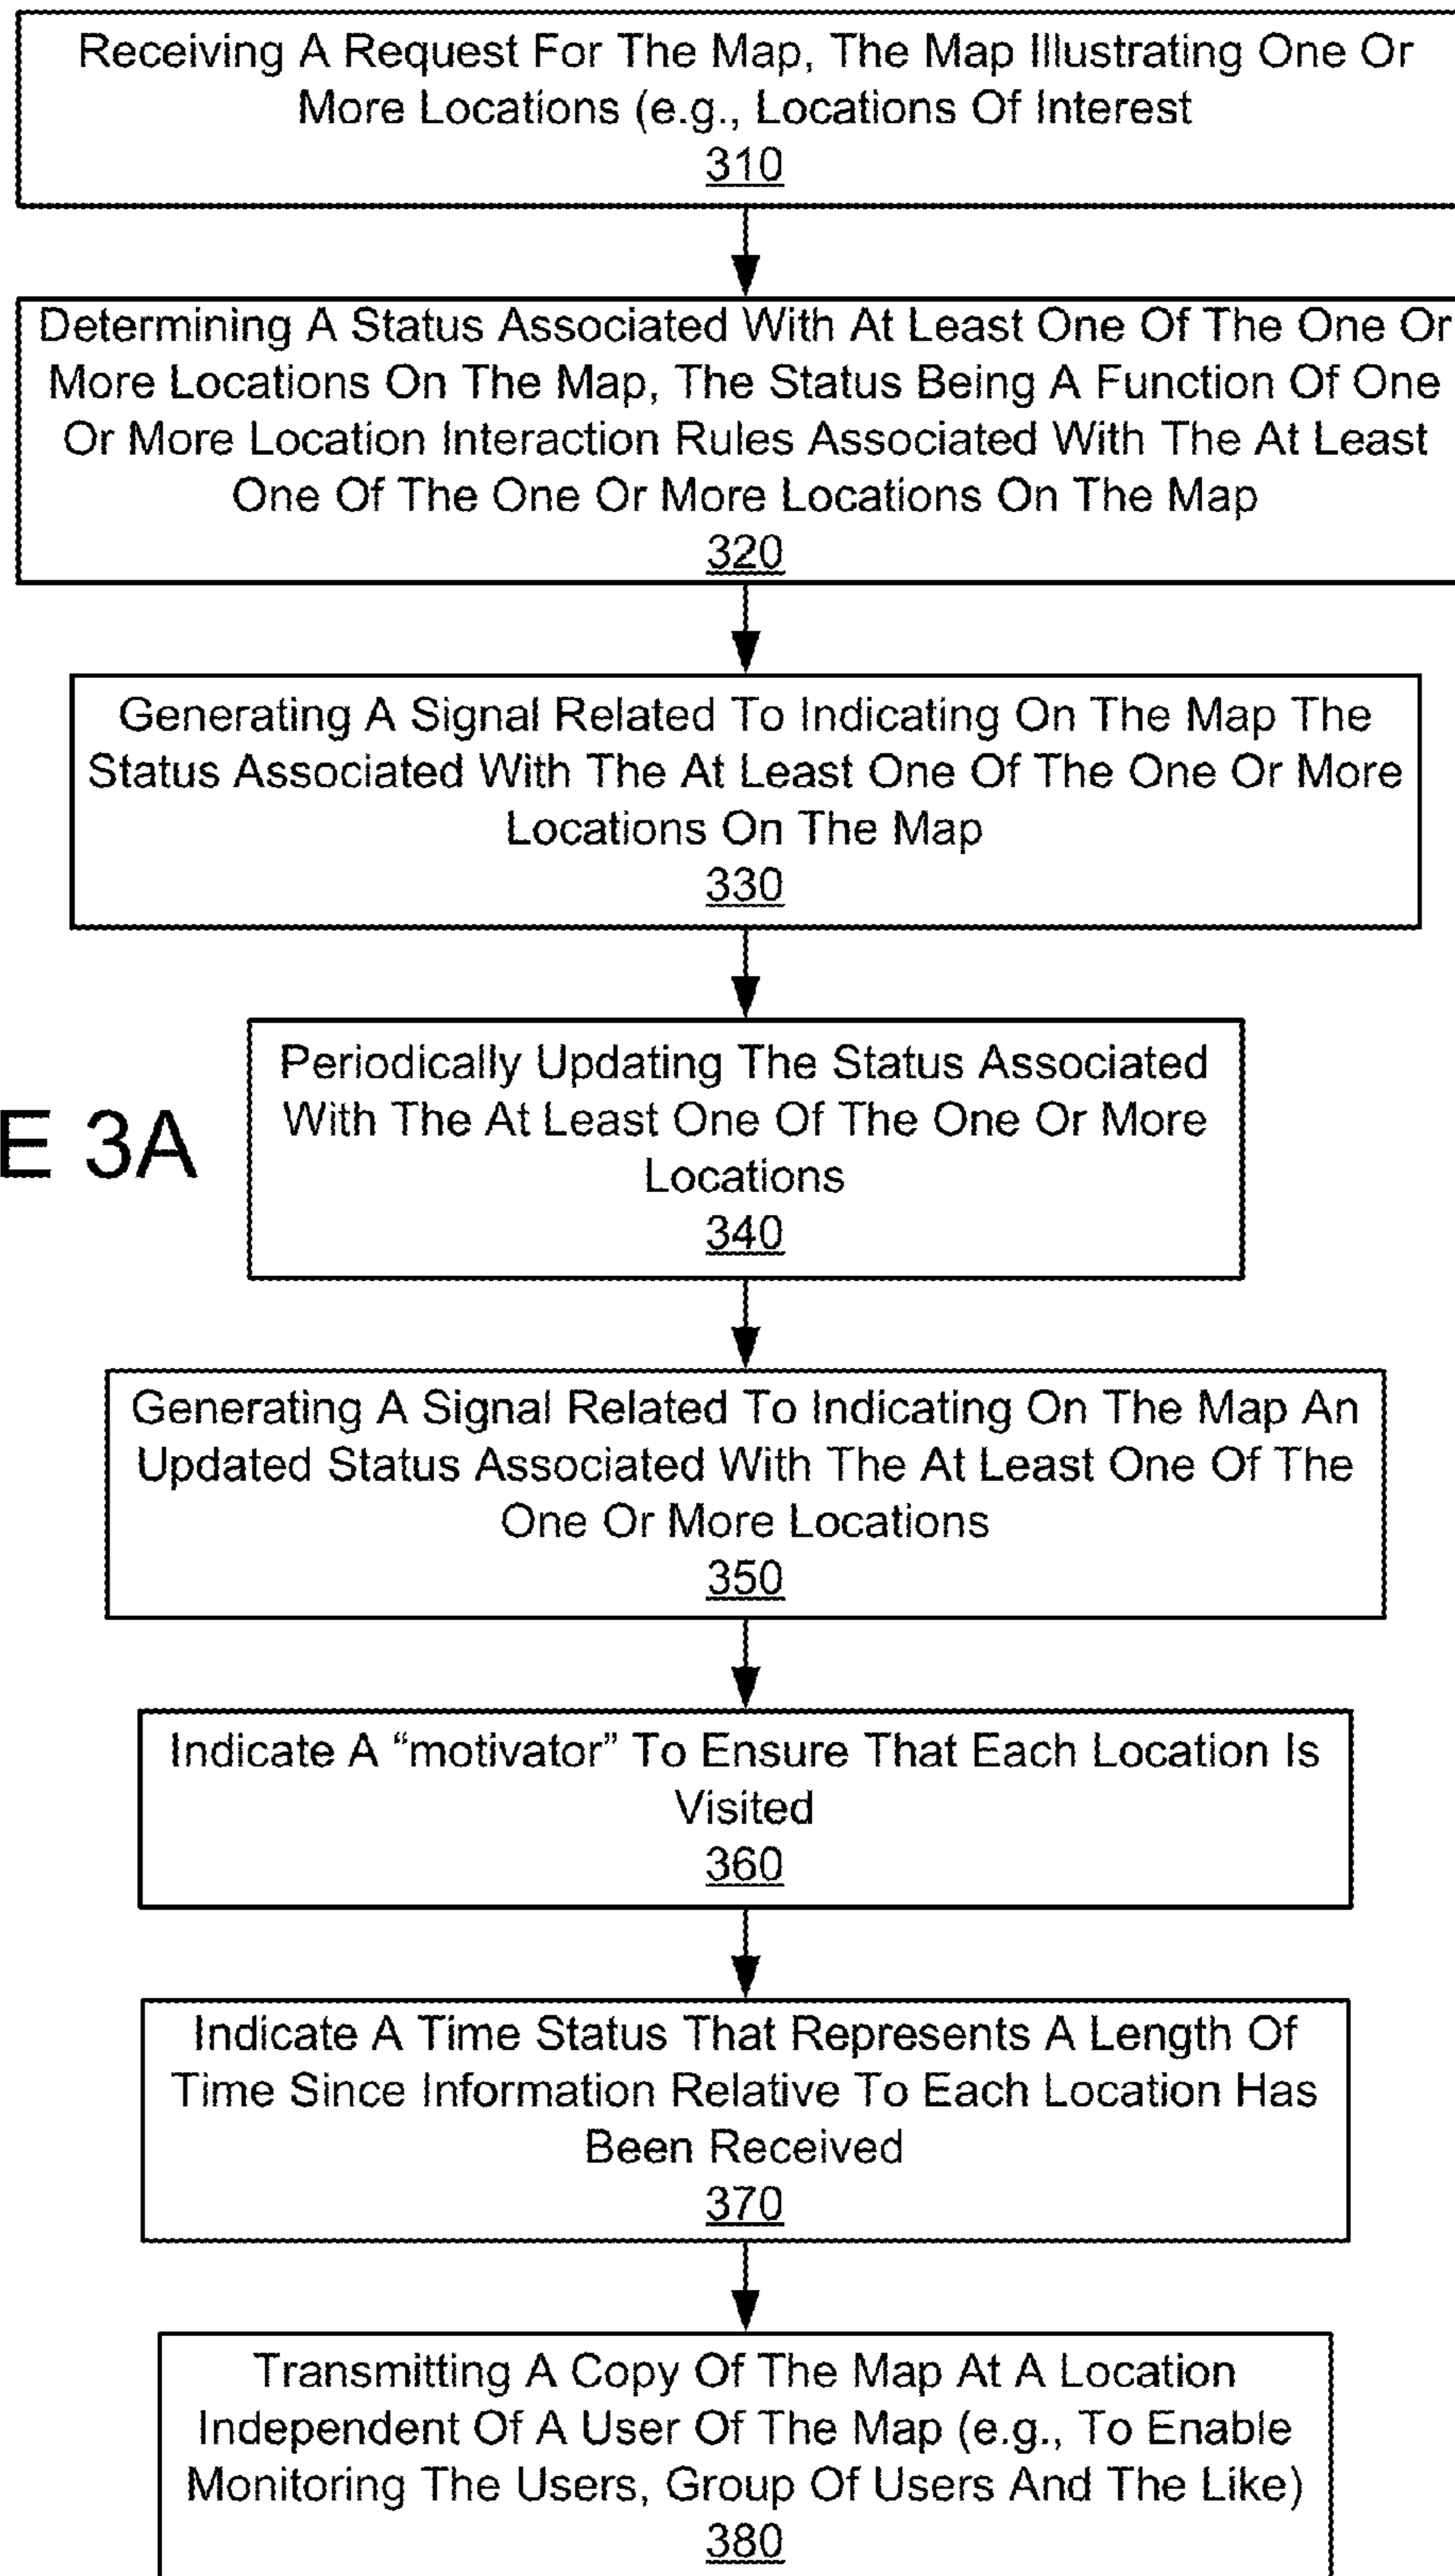 Receiving A Request For The Map, The Map Illustrating One Or
More Locations (e.g., Locations Of Interest
310
Determining A Status Associated With At Least One Of The One Or
More Locations On The Map, The Status Being A Function Of One
Or More Location Interaction Rules Associated With The At Least
One Of The One Or More Locations On The Map
320
Generating A Signal Related To Indicating On The Map The
Status Associated With The At Least One Of The One Or More
Locations On The Map
330
E 3A
Periodically Updating The Status Associated
With The At Least One Of The One Or More
Locations
340
Generating A Signal Related To Indicating On The Map An
Updated Status Associated With The At Least One Of The
One Or More Locations
350
Indicate A “motivator” To Ensure That Each Location Is
Visited
360
Indicate A Time Status That Represents A Length Of
Time Since Information Relative To Each Location Has
Been Received
370
Transmitting A Copy Of The Map At A Location
Independent Of A User Of The Map (e.g., To Enable
Monitoring The Users, Group Of Users And The Like)
380